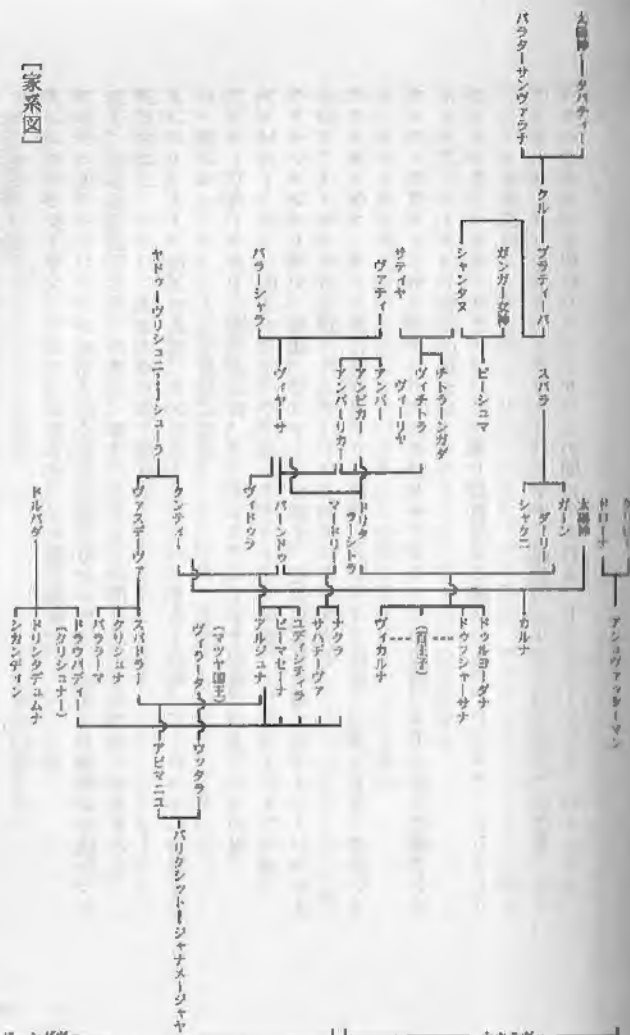 [家系図]
太陽神―タパティー
バラターサンヴァラナ
クル
プラティーパ
ガンガー女神
シャンタヌ
サティヤ
ヴァティー
パラーシャラ
ヤドゥーヴリシュニ……シューラ
スバラ
ビーシュマ
チトラーンガダ
ヴィチトラ
ヴィーリヤ
アンバー
アンビカー
アンバーリカー
ヴィヤーサ
ドローナ
太陽神
ガーン
ダーリー
シャクニ
ドリタ
ラーシトラ
マードリー
パーンドゥ
ヴィドゥラ
クンティー
ヴァスデーヴァ
ドルパダ
アシュヴァッターマン
カルナ
ドゥルヨーダナ
ドゥフシャーサナ
(百王子)
ヴィカルナ
ナクラ
サハデーヴァ
ユディシティラ
ビーマセーナ
アルジュナ
(マツヤ国王)
ヴィラータ―ウッタラー
スバドラー
クリシュナ
バララーマ
ドラウパディー
(クリシュナー)
ドリシタデュムナ
シカンディン
アビマニユ
パリクシット―ジャナメージャヤ